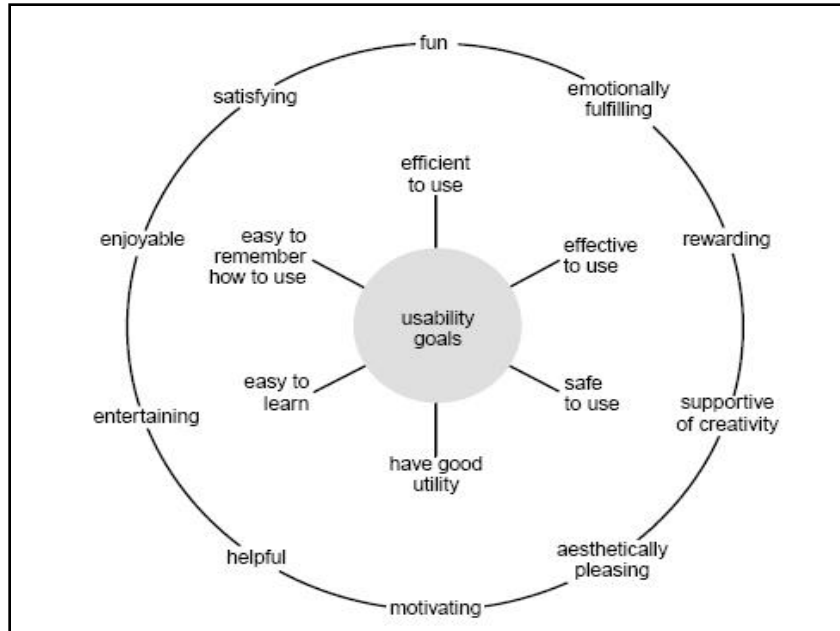 fun
emotionally
fulfilling
satisfying
efficient
to use
enjoyable
easy to
remember
how to use
effective
to use
rewarding
usability
goals
easy to
learn
safe
to use
entertaining
supportive
of creativity
have good
utility
helpful
aesthetically
pleasing
motivating